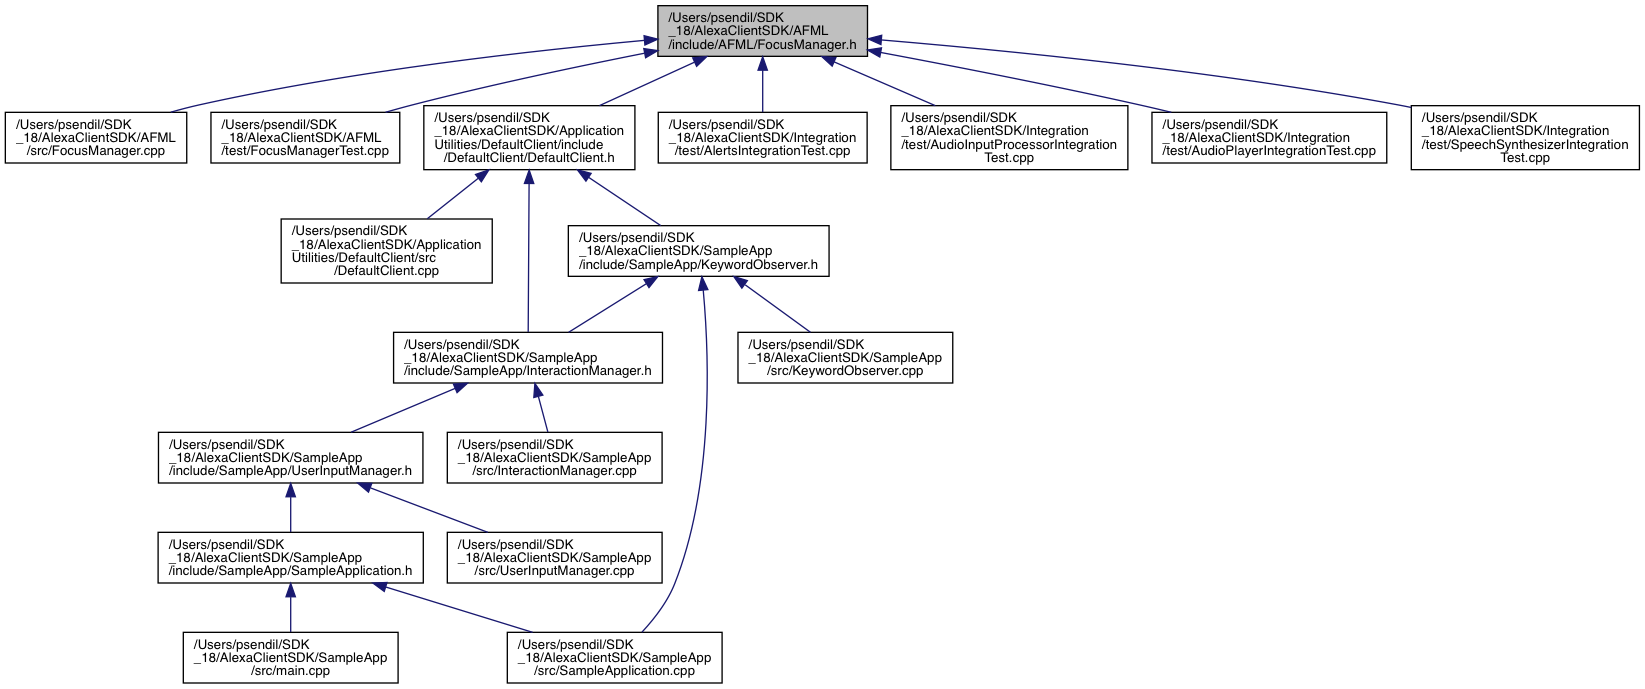 /Users/psendil/SDK
_18/AlexaClientSDK/AFML
/include/AFML/FocusManager.h
/Users/psendil/SDK
_18/AlexaClientSDK/AFML
/src/FocusManager.cpp
/Users/psendil/SDK
_18/AlexaClientSDK/AFML
/test/FocusManagerTest.cpp
/Users/psendil/SDK
_18/AlexaClientSDK/Application
Utilities/DefaultClient/include
/DefaultClient/DefaultClient.h
/Users/psendil/SDK
_18/AlexaClientSDK/Integration
/test/AlertsIntegrationTest.cpp
/Users/psendil/SDK
_18/AlexaClientSDK/Integration
/test/AudioInputProcessorIntegration
Test.cpp
/Users/psendil/SDK
_18/AlexaClientSDK/Integration
/test/AudioPlayerIntegrationTest.cpp
/Users/psendil/SDK
_18/AlexaClientSDK/Integration
/test/SpeechSynthesizerIntegration
Test.cpp
/Users/psendil/SDK
_18/AlexaClientSDK/Application
Utilities/DefaultClient/src
/DefaultClient.cpp
/Users/psendil/SDK
_18/AlexaClientSDK/SampleApp
/include/SampleApp/KeywordObserver.h
/Users/psendil/SDK
_18/AlexaClientSDK/SampleApp
/include/SampleApp/InteractionManager.h
/Users/psendil/SDK
_18/AlexaClientSDK/SampleApp
/src/KeywordObserver.cpp
/Users/psendil/SDK
_18/AlexaClientSDK/SampleApp
/include/SampleApp/UserInputManager.h
/Users/psendil/SDK
_18/AlexaClientSDK/SampleApp
/src/InteractionManager.cpp
/Users/psendil/SDK
_18/AlexaClientSDK/SampleApp
/include/SampleApp/SampleApplication.h
/Users/psendil/SDK
_18/AlexaClientSDK/SampleApp
/src/UserInputManager.cpp
/Users/psendil/SDK
_18/AlexaClientSDK/SampleApp
/src/main.cpp
/Users/psendil/SDK
_18/AlexaClientSDK/SampleApp
/src/SampleApplication.cpp